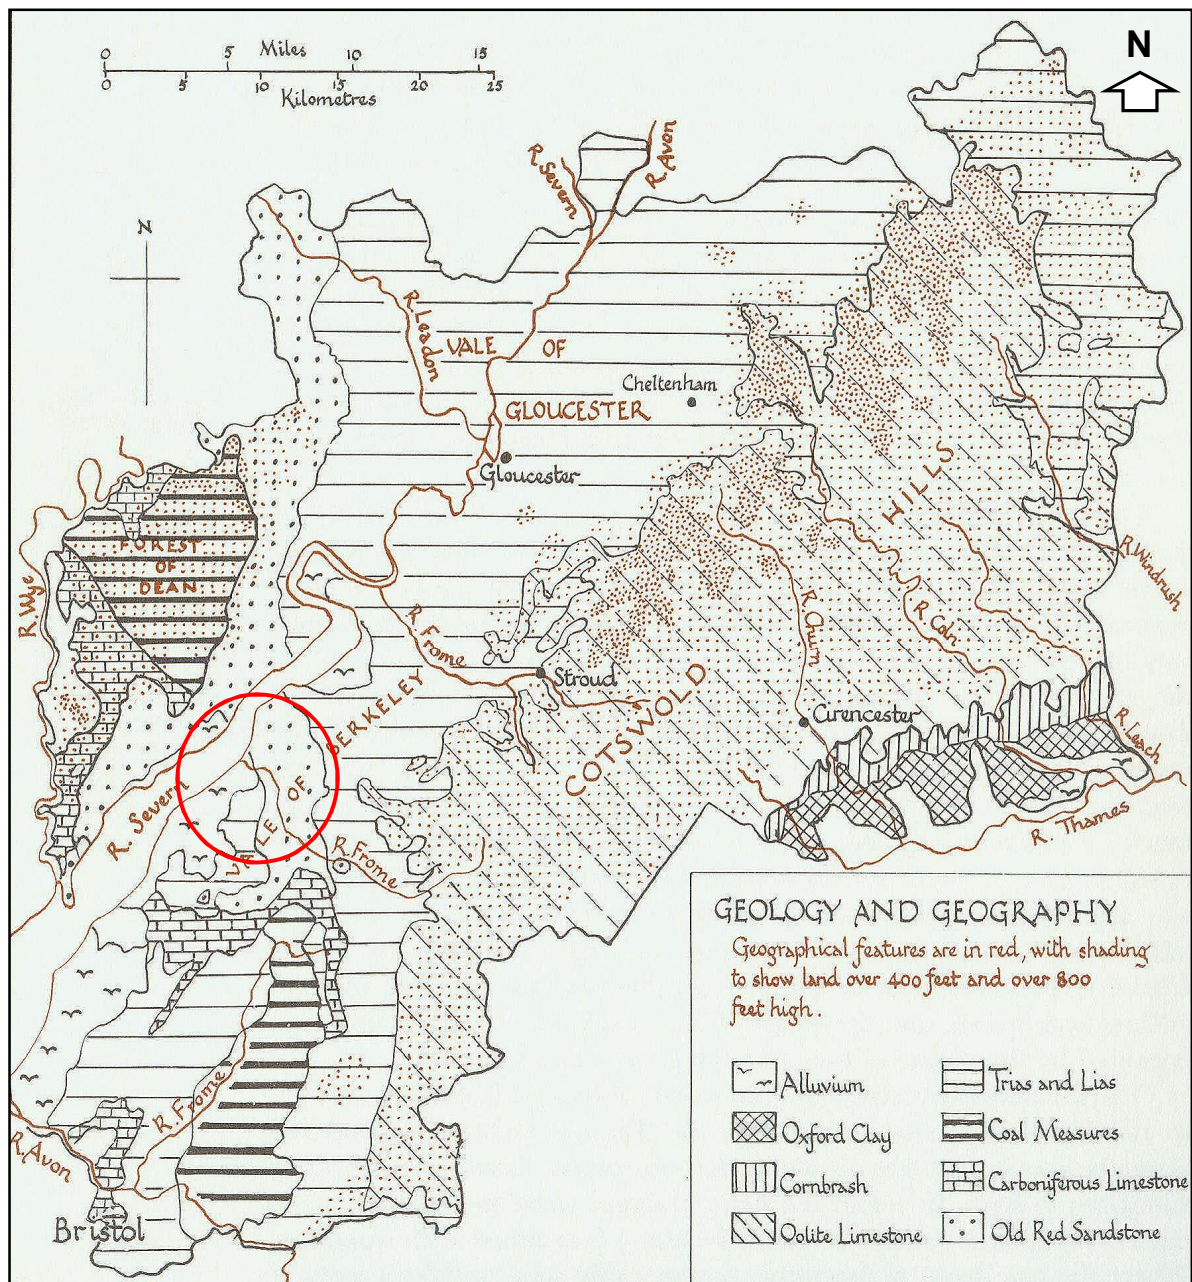 0 5 Miles 10 15
0 5 10 15 20 25
Kilometres
N
N
R. Severn
R. Avon
R. Leadon
VALE OF
GLOUCESTER
Cheltenham
Gloucester
HILLS
FOREST
OF
DEAN
R. Wye
R. Windrush
R. Churn
R. Coln
R. Frome
Stroud
COTSWOLD
Cirencester
R. Leach
R. Thames
BERKELEY
OF
VALE
R. Severn
R. Frome
R. Frome
R. Avon
Bristol
GEOLOGY AND GEOGRAPHY
Geographical features are in red, with shading
to show land over 400 feet and over 800
feet high.
Alluvium
Trias and Lias
Oxford Clay
Coal Measures
Cornbrash
Carboniferous Limestone
Oolite Limestone
Old Red Sandstone